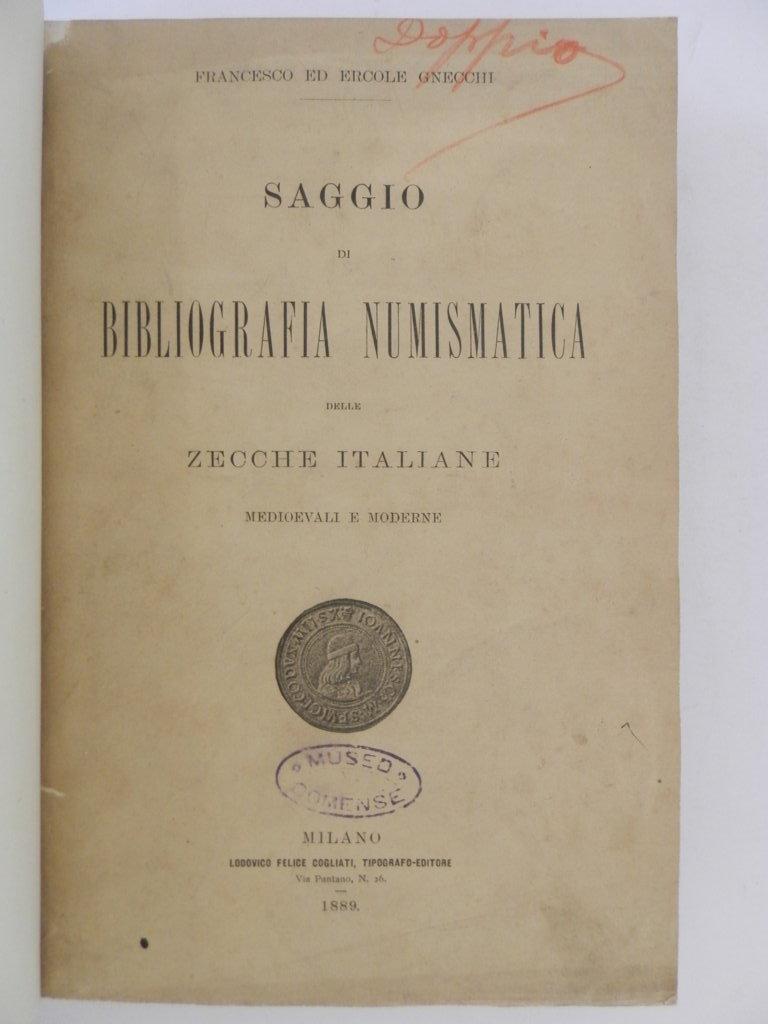 Doppio
FRANCESCO ED ERCOLE GNECCHI
SAGGIO
DI
BIBLIOGRAFIA NUMISMATICA
DELLE
ZECCHE ITALIANE
MEDIOEVALI E MODERNE
MUSEO
COMENSE
MILANO
LODOVICO FELICE COGLIATI, TIPOGRAFO-EDITORE
Via Pantano, N. 26.
1889.